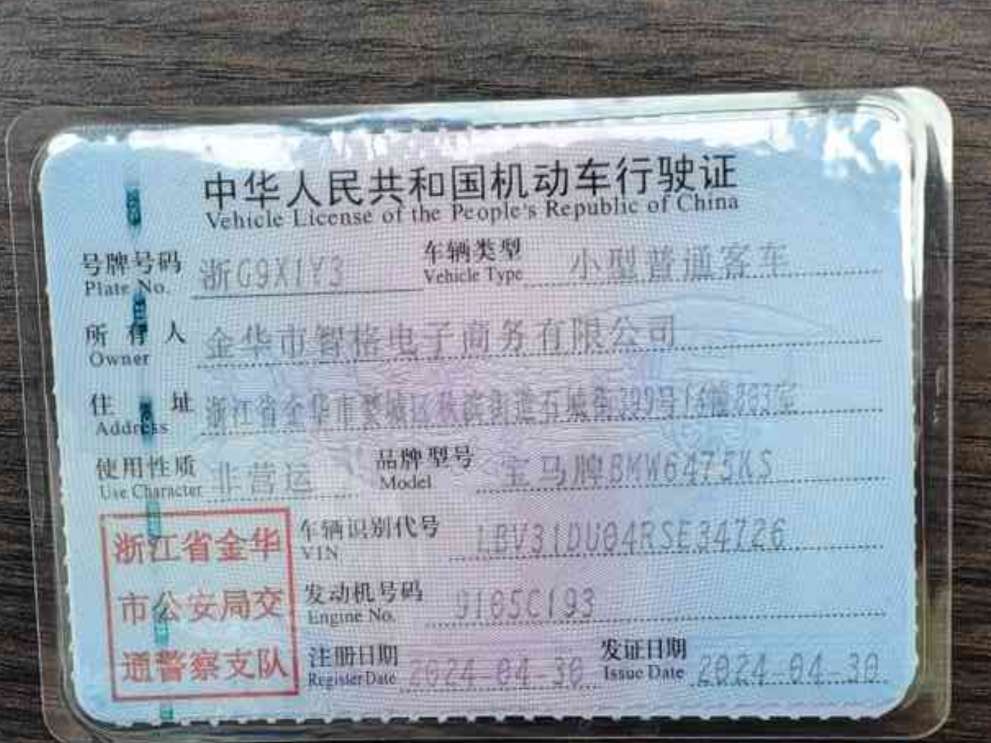 中华人民共和国机动车行驶证
Vehicle License of the People's Republic of China
号牌号码 浙G9X1Y3 车辆类型 小型普通客车
Plate No. Vehicle Type
所有人 金华市智格电子商务有限公司
Owner
住址 浙江省金华市婺城区秋滨街道石城街399号16幢803室
Address
使用性质 非营运 品牌型号 宝马牌BMW6475KS
Use Character Model
浙江省金华
市公安局交
通警察支队
车辆识别代号 LBV31DU04RSE34726
VIN
发动机号码 9185C193
Engine No.
注册日期 2024-04-30 发证日期 2024-04-30
Register Date Issue Date